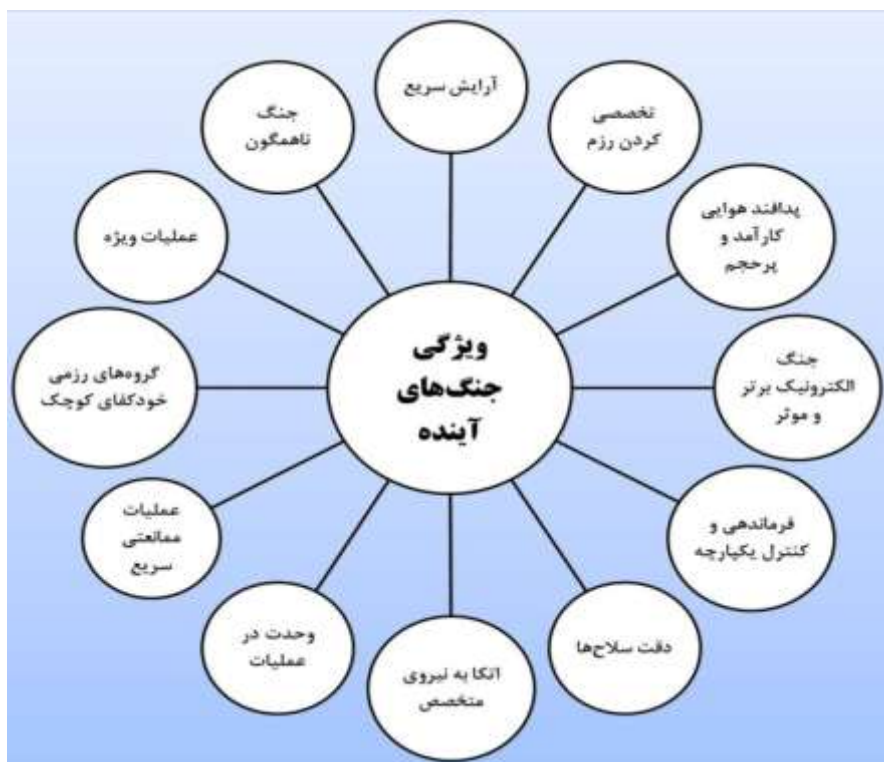 ویژگی
جنگ‌های
آینده
آرایش سریع
تخصصی
کردن رزم
پدافند هوایی
کارآمد و
پرحجم
جنگ
الکترونیک برتر
و موثر
فرماندهی و
کنترل یکپارچه
دقت سلاح‌ها
اتکا به نیروی
متخصص
وحدت در
عملیات
عملیات
ممانعتی
سریع
گروه‌های رزمی
خودکفای کوچک
عملیات ویژه
جنگ
ناهمگون